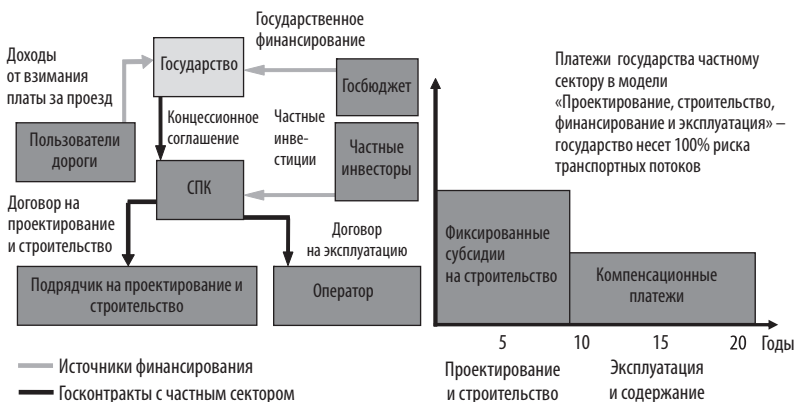 Государственное
финансирование
Доходы
от взимания
платы за проезд
Государство
Госбюджет
Пользователи
дороги
Концессионное
соглашение
Частные
инве-
стиции
Частные
инвесторы
СПК
Договор на
проектирование
и строительство
Договор
на эксплуатацию
Подрядчик на проектирование и
строительство
Оператор
Источники финансирования
Госконтракты с частным сектором
Платежи государства частному
сектору в модели
«Проектирование, строительство,
финансирование и эксплуатация» –
государство несет 100% риска
транспортных потоков
Фиксированные
субсидии
на строительство
Компенсационные
платежи
5 10 15 20 Годы
Проектирование
и строительство
Эксплуатация
и содержание